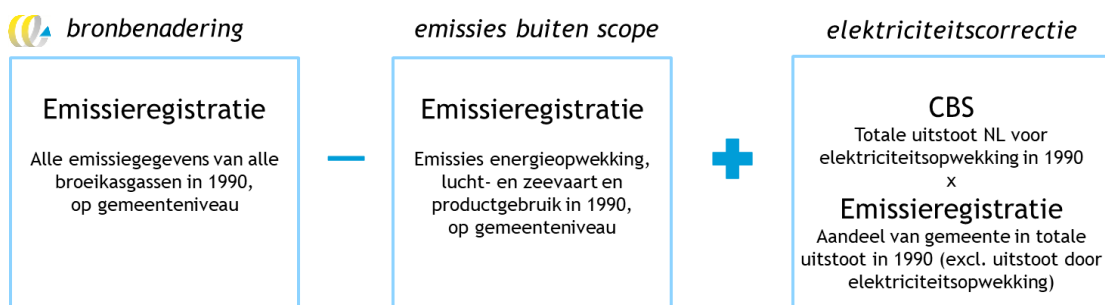 bronbenadering
Emissieregistratie
Alle emissiegegevens van alle
broeikasgassen in 1990,
op gemeenteniveau
–
emissies buiten scope
Emissieregistratie
Emissies energieopwekking,
lucht- en zeevaart en
productgebruik in 1990,
op gemeenteniveau
+
elektriciteitscorrectie
CBS
Totale uitstoot NL voor
elektriciteitsopwekking in 1990
x
Emissieregistratie
Aandeel van gemeente in totale
uitstoot in 1990 (excl. uitstoot door
elektriciteitsopwekking)